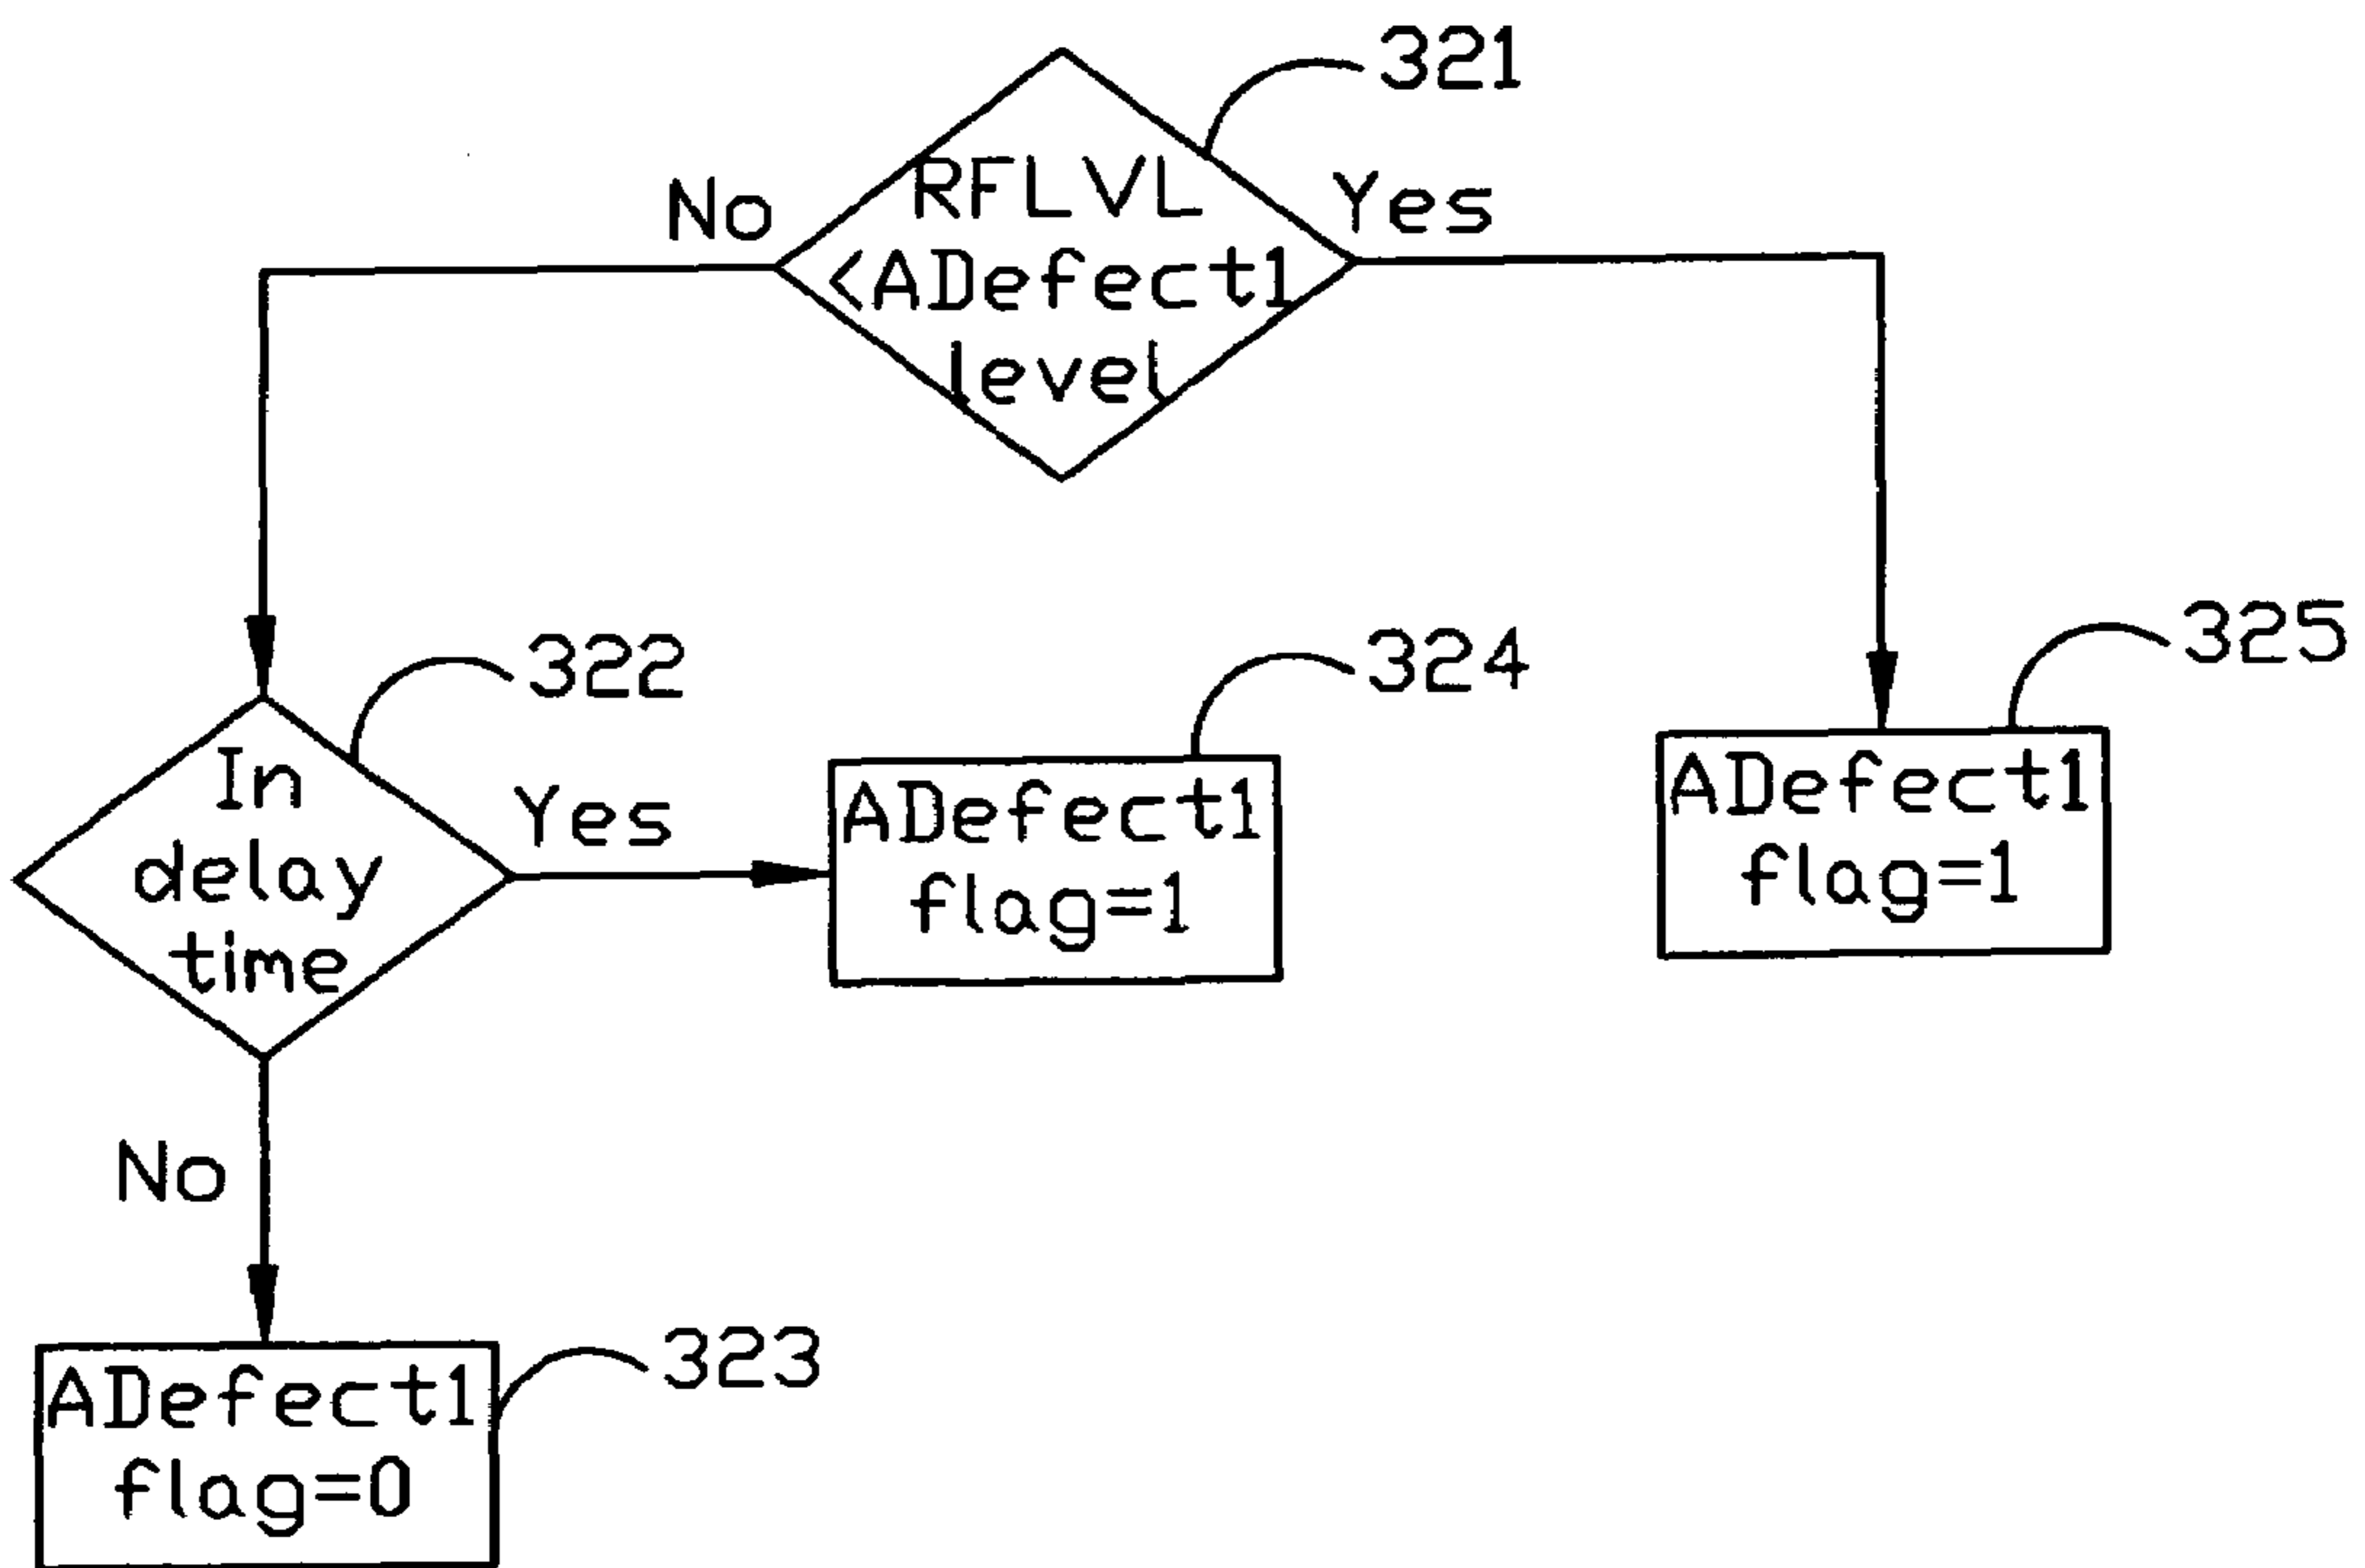 321
No
RFLVL
<ADefect1
level
Yes
322
324
325
In
delay
time
Yes
ADefect1
flag=1
ADefect1
flag=1
No
323
ADefect1
flag=0